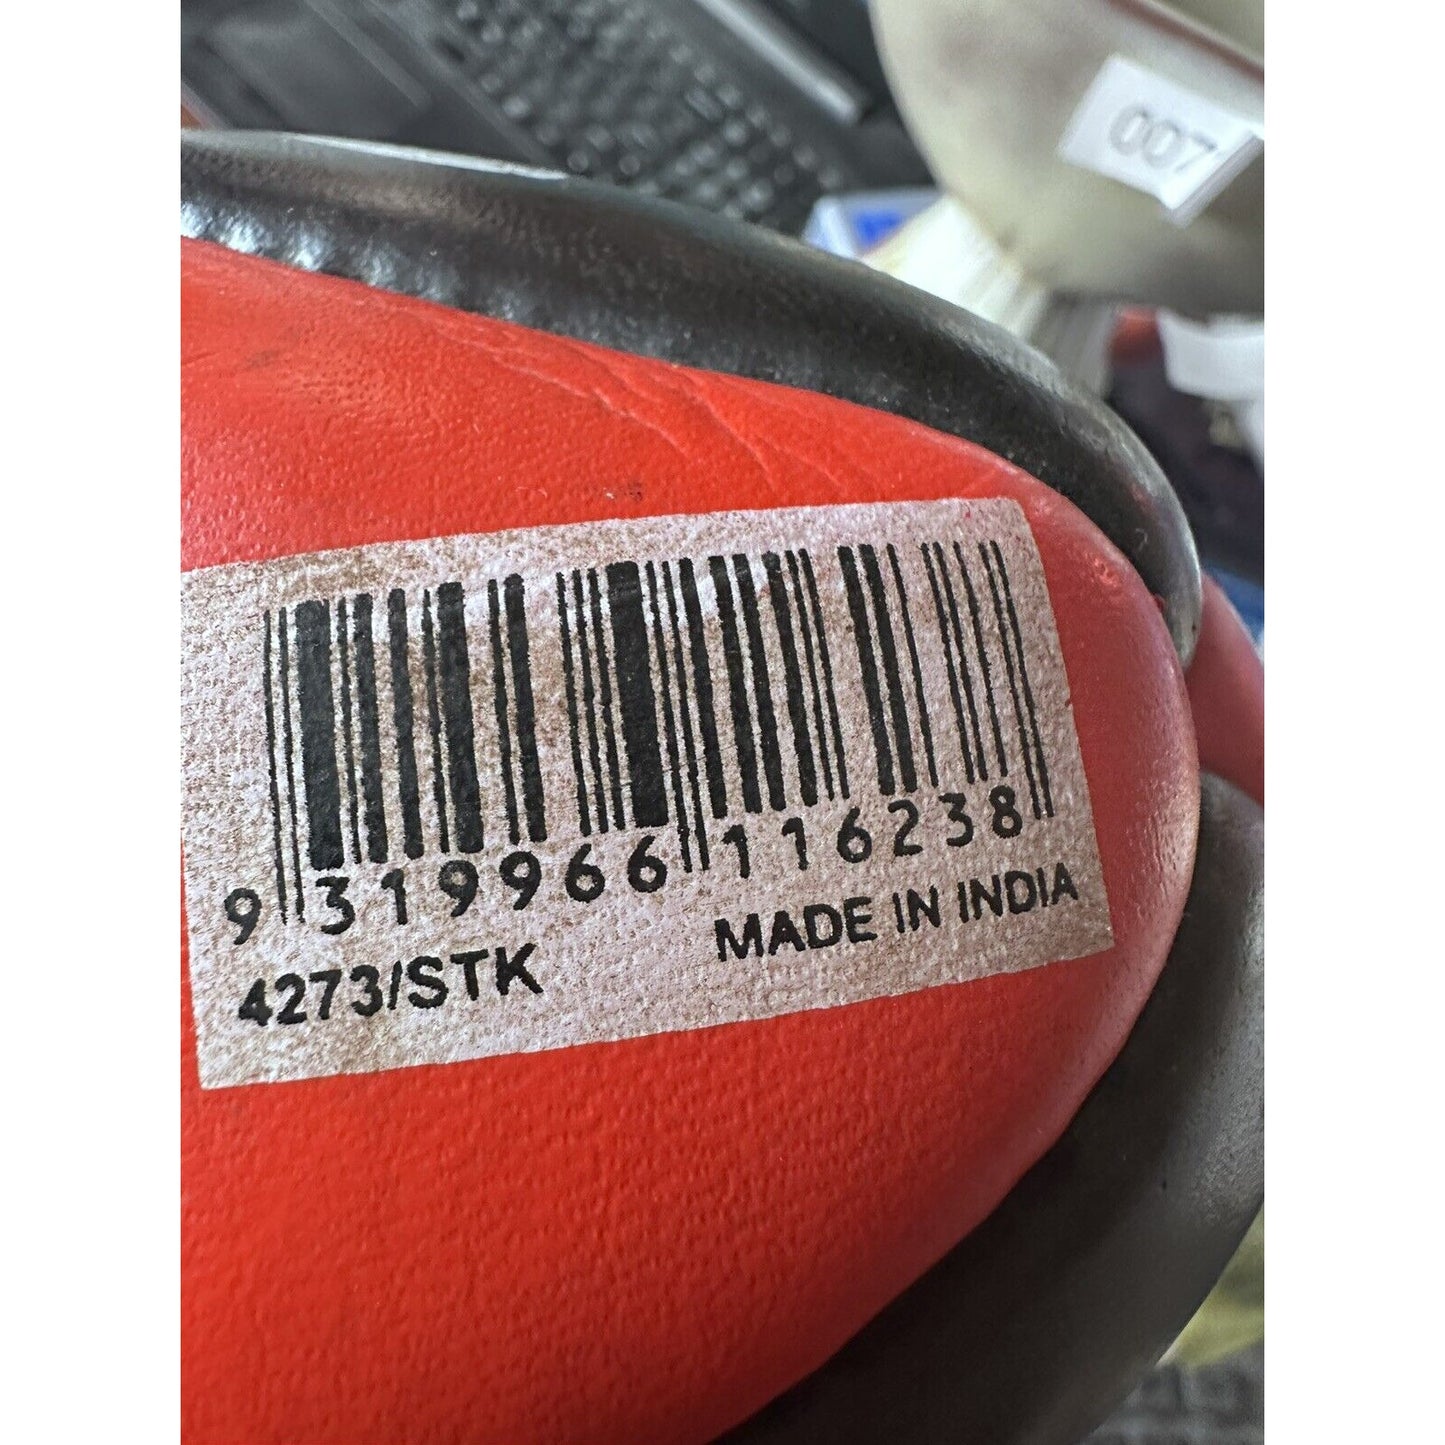 007
9 319966 116238
4273/STK
MADE IN INDIA